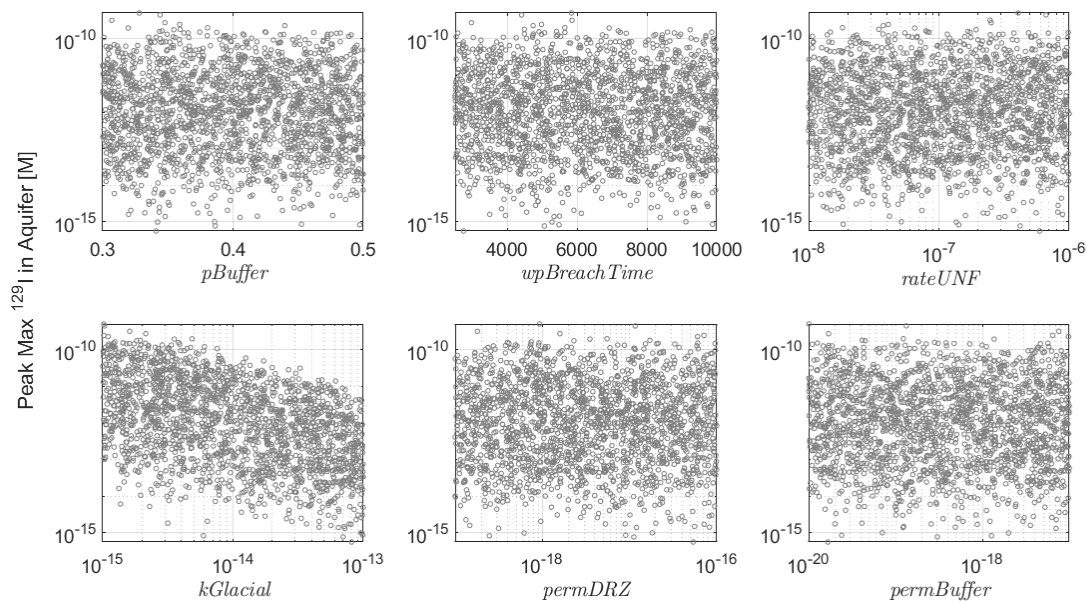 Peak Max ¹²⁹I in Aquifer [M]
10⁻¹⁰
10⁻¹⁵
0.3 0.4 0.5
pBuffer
10⁻¹⁰
10⁻¹⁵
4000 6000 8000 10000
wpBreachTime
10⁻¹⁰
10⁻¹⁵
10⁻⁸ 10⁻⁷ 10⁻⁶
rateUNF
10⁻¹⁰
10⁻¹⁵
10⁻¹⁵ 10⁻¹⁴ 10⁻¹³
kGlacial
10⁻¹⁰
10⁻¹⁵
10⁻¹⁸ 10⁻¹⁶
permDRZ
10⁻¹⁰
10⁻¹⁵
10⁻²⁰ 10⁻¹⁸
permBuffer